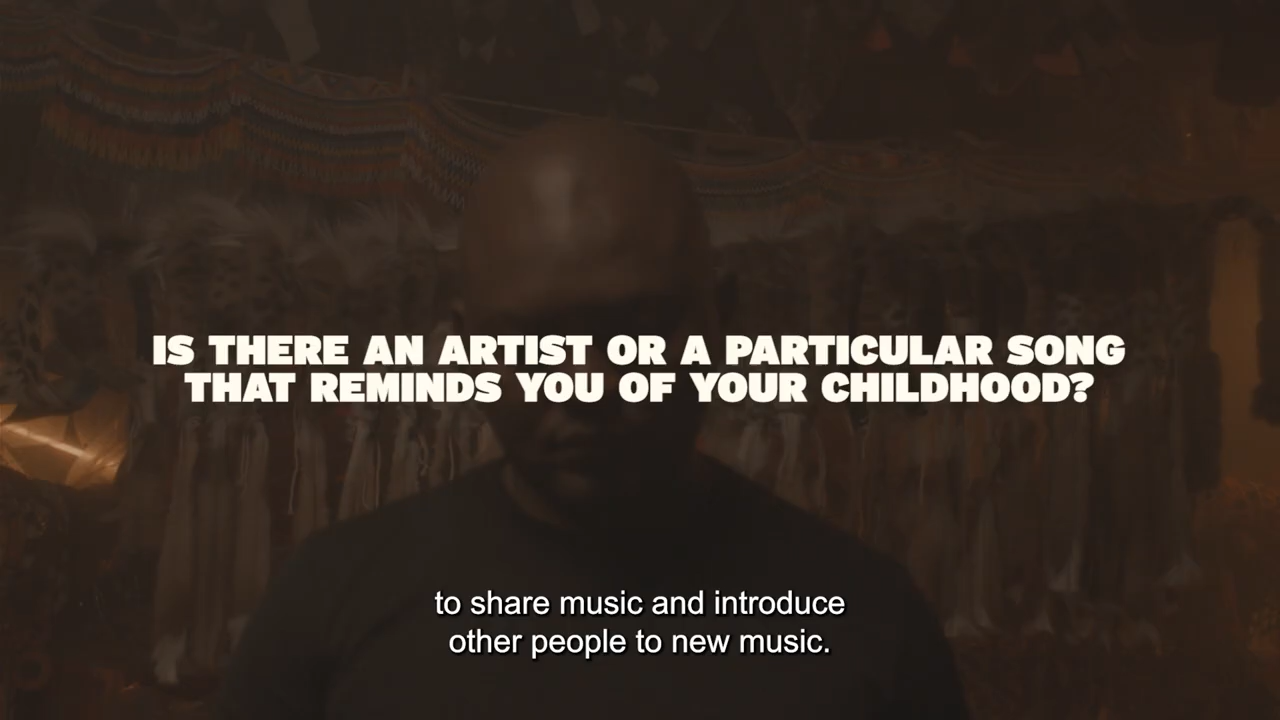 IS THERE AN ARTIST OR A PARTICULAR SONG
THAT REMINDS YOU OF YOUR CHILDHOOD?
to share music and introduce
other people to new music.